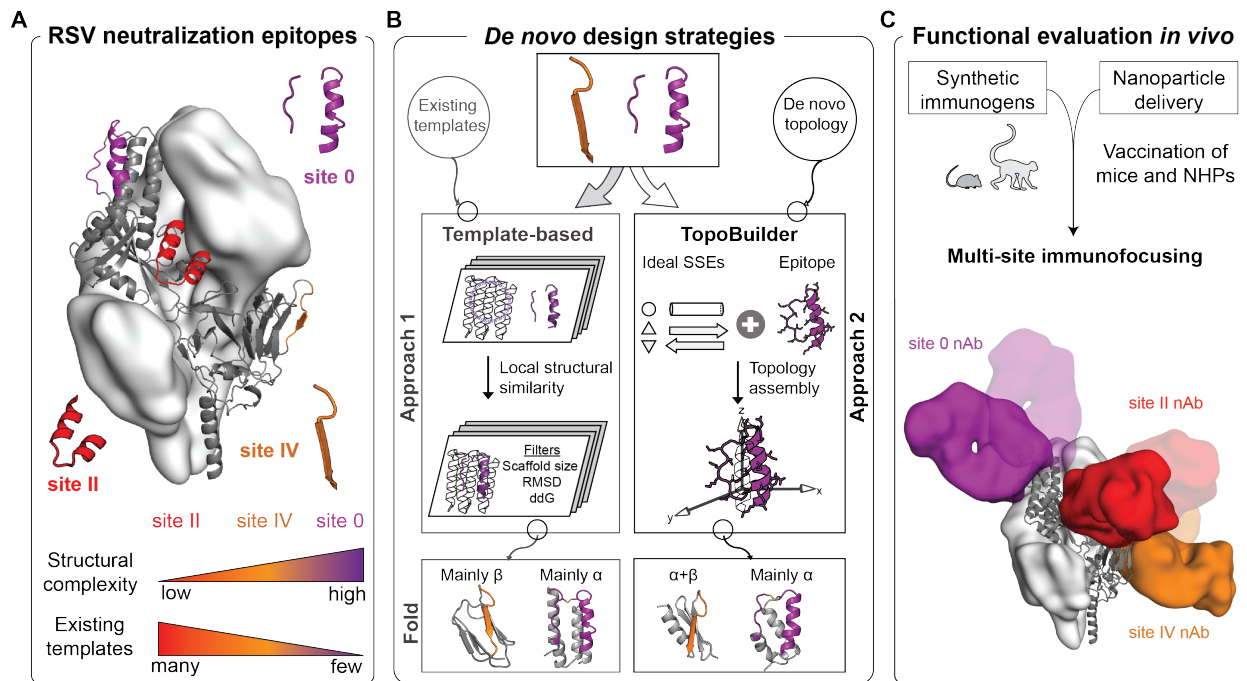 A
RSV neutralization epitopes
site 0
site II
site IV
site II
site IV
site 0
Structural
complexity
low
high
Existing
templates
many
few
B
De novo design strategies
Existing
templates
De novo
topology
Approach 1
Template-based
Local structural
similarity
Filters
Scaffold size
RMSD
ddG
TopoBuilder
Ideal SSEs
Epitope
Topology
assembly
z
x
y
Approach 2
Fold
Mainly β
Mainly α
α+β
Mainly α
C
Functional evaluation in vivo
Synthetic
immunogens
Nanoparticle
delivery
Vaccination of
mice and NHPs
Multi-site immunofocusing
site 0 nAb
site II nAb
site IV nAb